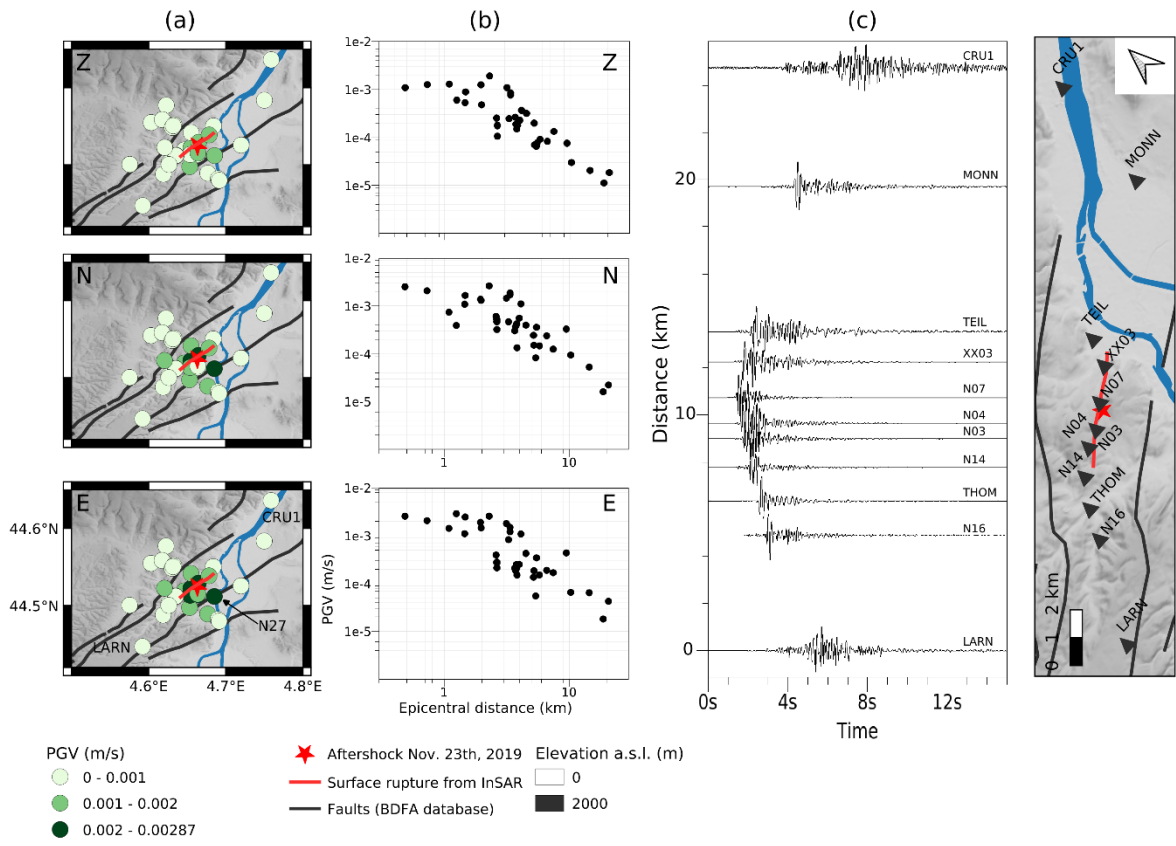 (a)
(b)
(c)
Z
N
E
44.6°N
44.5°N
CRU1
N27
LARN
4.6°E
4.7°E
4.8°E
1e-2
1e-3
1e-4
1e-5
Z
1e-2
1e-3
1e-4
1e-5
N
1
10
1e-2
1e-3
1e-4
1e-5
E
PGV (m/s)
1
10
Epicentral distance (km)
Distance (km)
20
10
0
CRU1
MONN
TEIL
XX03
N07
N04
N03
N14
THOM
N16
LARN
0s
4s
8s
12s
Time
CRU1
MONN
TEIL
XX03
N07
N04
N03
N14
THOM
N16
LARN
0 1 2 km
PGV (m/s)
0 - 0.001
0.001 - 0.002
0.002 - 0.00287
Aftershock Nov. 23th, 2019
Surface rupture from InSAR
Faults (BDFA database)
Elevation a.s.l. (m)
0
2000